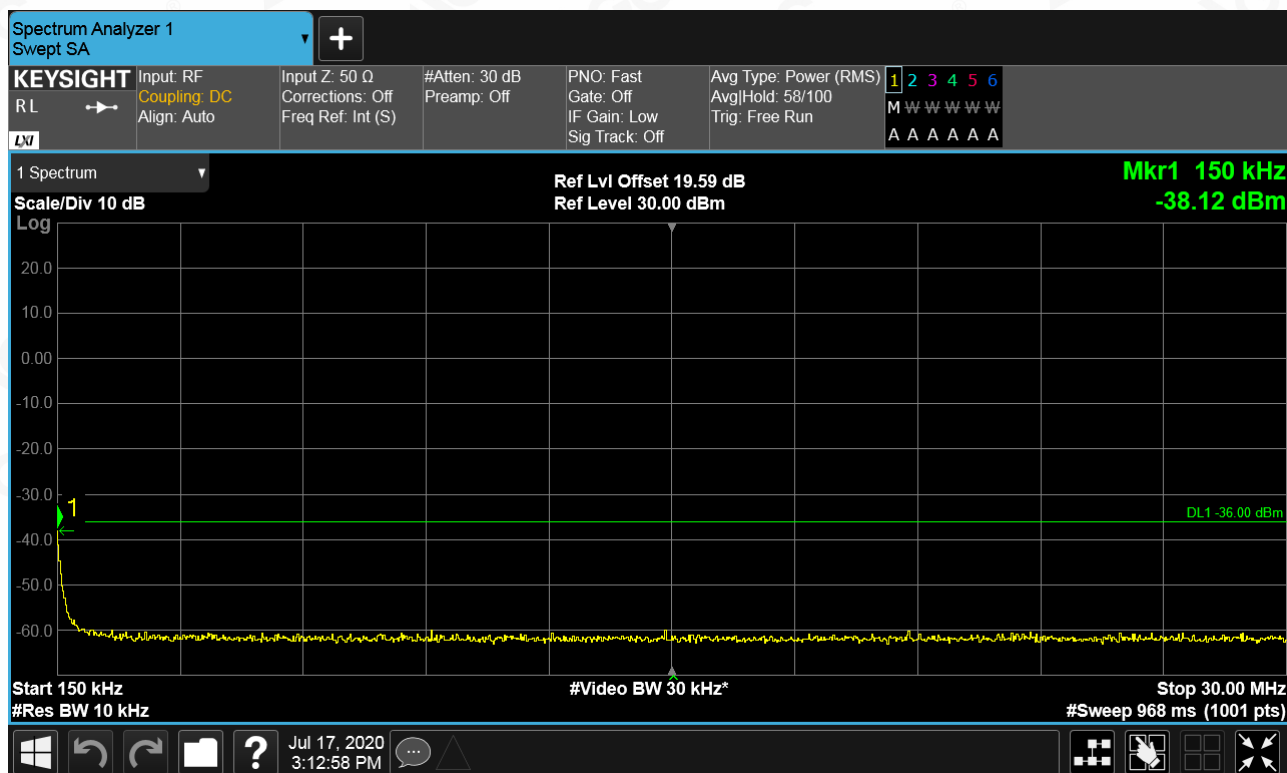 Spectrum Analyzer 1
Swept SA
KEYSIGHT
R L
LXI
Input: RF
Coupling: DC
Align: Auto
Input Z: 50 Ω
Corrections: Off
Freq Ref: Int (S)
#Atten: 30 dB
Preamp: Off
PNO: Fast
Gate: Off
IF Gain: Low
Sig Track: Off
Avg Type: Power (RMS)
Avg|Hold: 58/100
Trig: Free Run
1 2 3 4 5 6
M W W W W W
A A A A A A
1 Spectrum
Scale/Div 10 dB
Ref Lvl Offset 19.59 dB
Ref Level 30.00 dBm
Mkr1 150 kHz
-38.12 dBm
Log
20.0
10.0
0.00
-10.0
-20.0
-30.0
1
DL1 -36.00 dBm
-40.0
-50.0
-60.0
Start 150 kHz
#Video BW 30 kHz*
Stop 30.00 MHz
#Res BW 10 kHz
#Sweep 968 ms (1001 pts)
?
Jul 17, 2020
3:12:58 PM